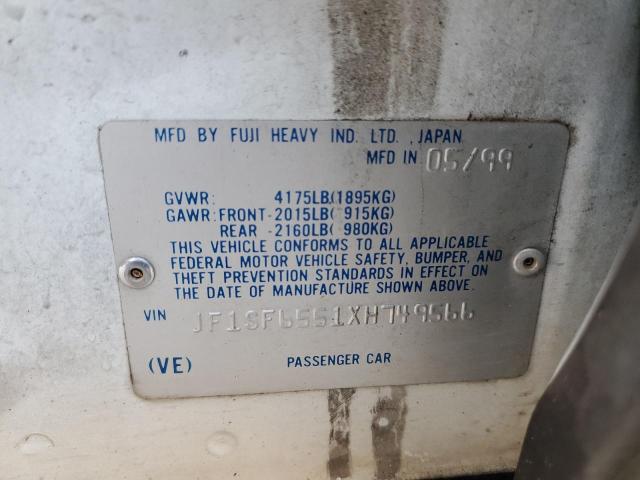 MFD BY FUJI HEAVY IND. LTD., JAPAN
MFD IN 05/99
GVWR: 4175LB(1895KG)
GAWR: FRONT-2015LB( 915KG)
REAR -2160LB( 980KG)
THIS VEHICLE CONFORMS TO ALL APPLICABLE
FEDERAL MOTOR VEHICLE SAFETY, BUMPER, AND
THEFT PREVENTION STANDARDS IN EFFECT ON
THE DATE OF MANUFACTURE SHOWN ABOVE.
VIN JF1SF6551XH749566
(VE) PASSENGER CAR